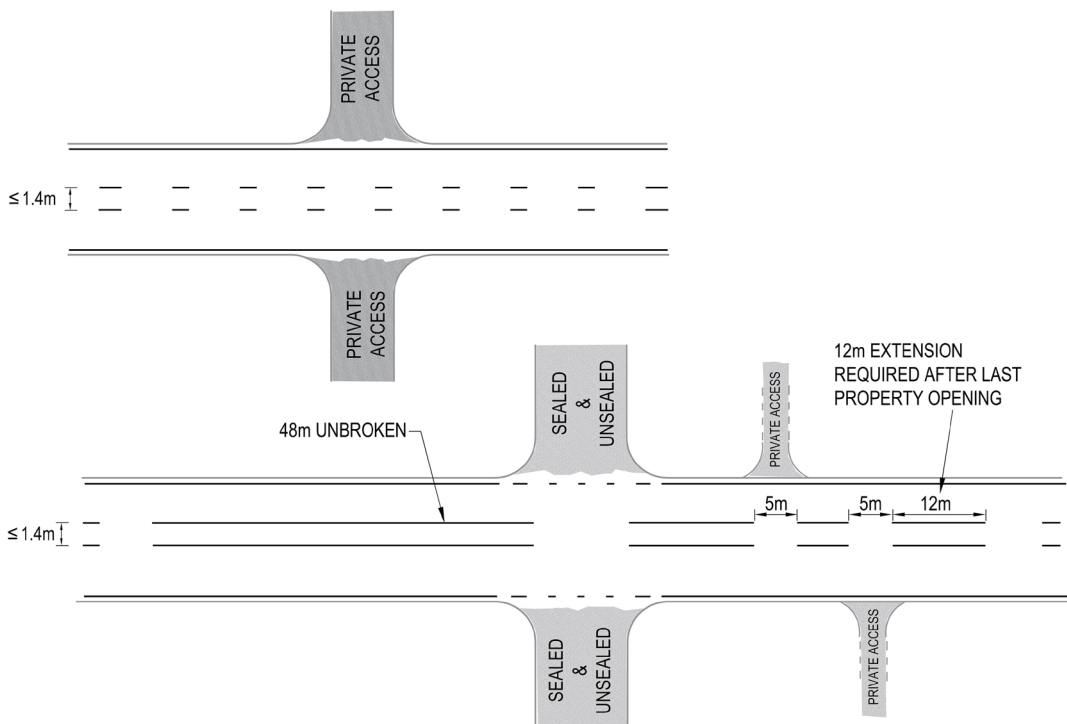 PRIVATE
ACCESS
≤ 1.4m
PRIVATE
ACCESS
12m EXTENSION
REQUIRED AFTER LAST
PROPERTY OPENING
48m UNBROKEN
SEALED
&
UNSEALED
PRIVATE ACCESS
5m
5m
12m
≤ 1.4m
SEALED
&
UNSEALED
PRIVATE ACCESS